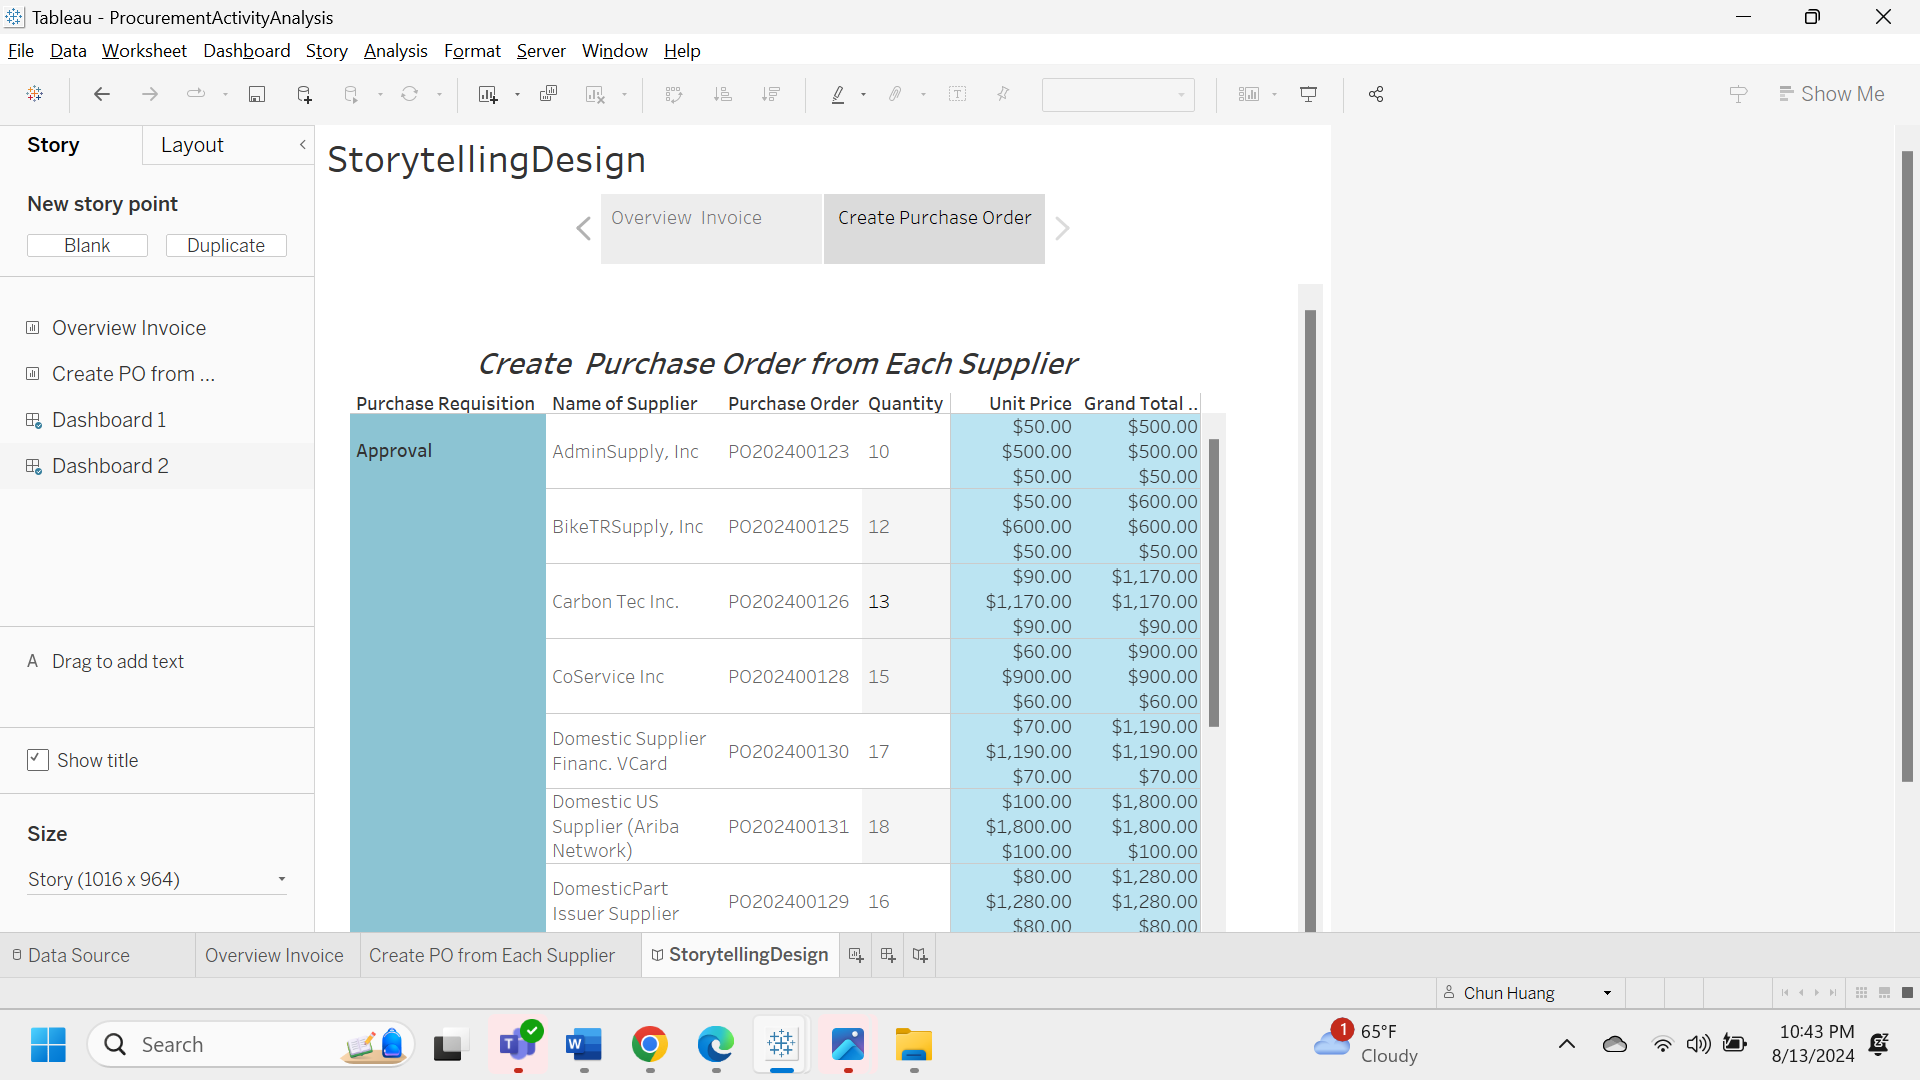 Tableau - ProcurementActivityAnalysis
File Data Worksheet Dashboard Story Analysis Format Server Window Help
Show Me
Story Layout
New story point
Blank Duplicate
Overview Invoice
Create PO from ...
Dashboard 1
Dashboard 2
A Drag to add text
Show title
Size
Story (1016 x 964)
StorytellingDesign
Overview Invoice Create Purchase Order
Create Purchase Order from Each Supplier
Purchase Requisition Name of Supplier Purchase Order Quantity Unit Price Grand Total ..
Approval
AdminSupply, Inc PO202400123 10
$50.00 $500.00
$500.00 $500.00
$50.00 $50.00
BikeTRSupply, Inc PO202400125 12
$50.00 $600.00
$600.00 $600.00
$50.00 $50.00
Carbon Tec Inc. PO202400126 13
$90.00 $1,170.00
$1,170.00 $1,170.00
$90.00 $90.00
CoService Inc PO202400128 15
$60.00 $900.00
$900.00 $900.00
$60.00 $60.00
Domestic Supplier
Financ. VCard
PO202400130 17
$70.00 $1,190.00
$1,190.00 $1,190.00
$70.00 $70.00
Domestic US
Supplier (Ariba
Network)
PO202400131 18
$100.00 $1,800.00
$1,800.00 $1,800.00
$100.00 $100.00
DomesticPart
Issuer Supplier
PO202400129 16
$80.00 $1,280.00
$1,280.00 $1,280.00
$80.00 $80.00
Data Source Overview Invoice Create PO from Each Supplier StorytellingDesign
Chun Huang
Search
1
65°F
Cloudy
10:43 PM
8/13/2024